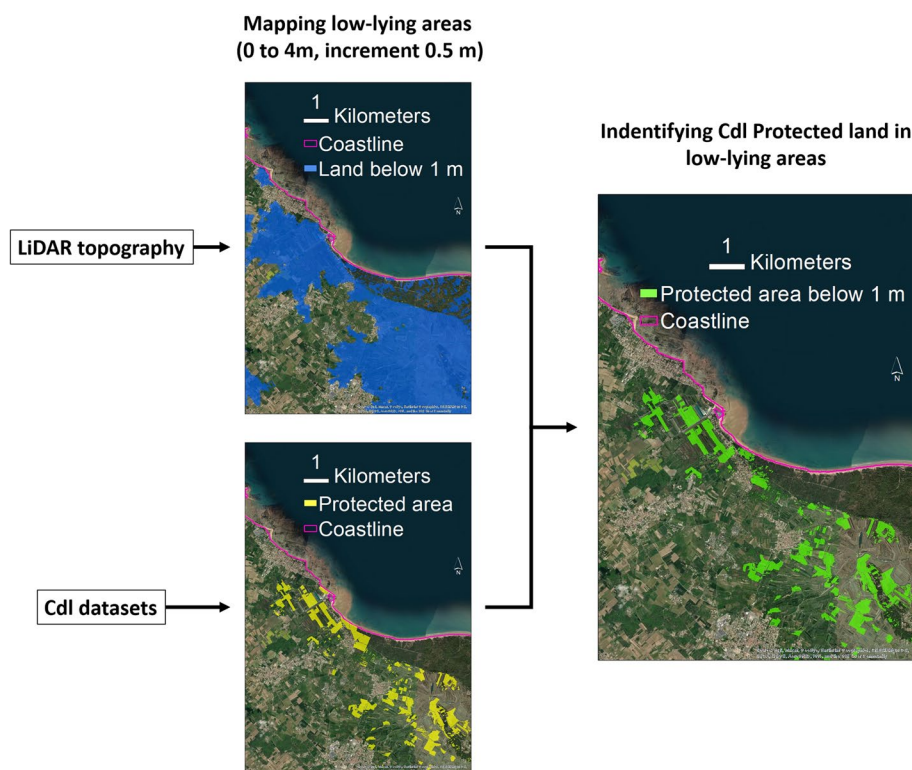 Mapping low-lying areas
(0 to 4m, increment 0.5 m)
1
Kilometers
Coastline
Land below 1 m
N
LiDAR topography
Indentifying Cdl Protected land in
low-lying areas
1
Kilometers
Protected area below 1 m
Coastline
N
1
Kilometers
Protected area
Coastline
N
Cdl datasets